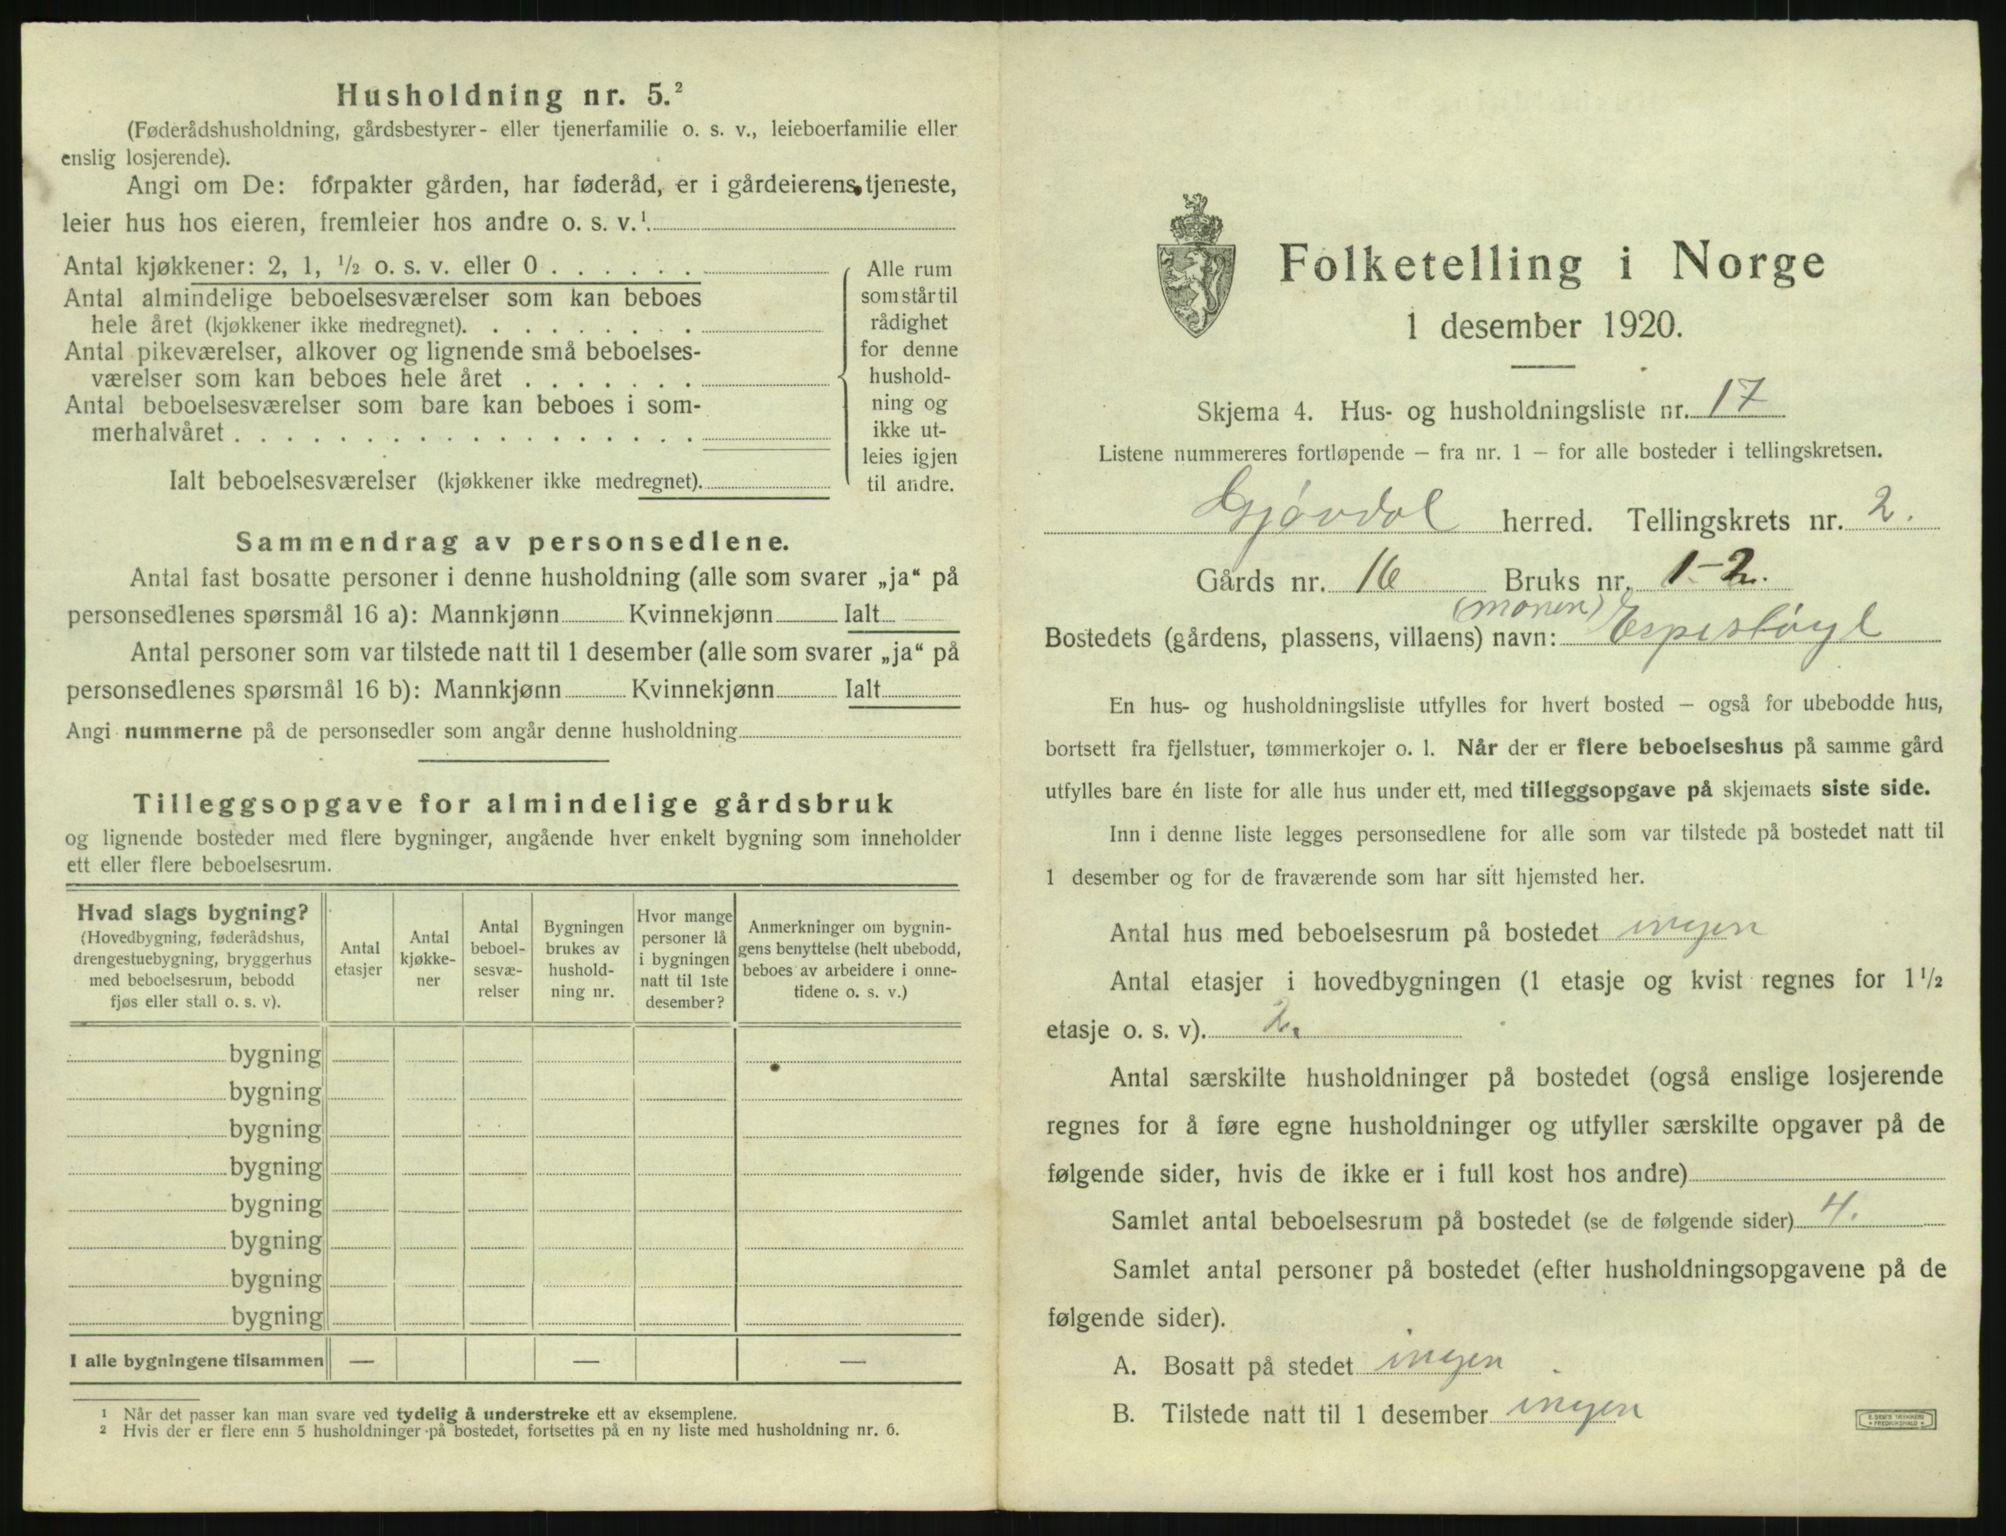 Husholdning nr. 5.²
(Føderådshusholdning, gårdsbestyrer- eller tjenerfamilie o. s. v., leieboerfamilie eller
enslig losjerende).
Angi om De: forpakter gården, har føderåd, er i gårdeierens tjeneste,
leier hus hos eieren, fremleier hos andre o. s. v.¹
Antal kjøkkener: 2, 1, ½ o. s. v. eller 0 . . . . . .
Antal almindelige beboelsesværelser som kan beboes
hele året (kjøkkener ikke medregnet). . . . . . . . .
Antal pikeværelser, alkover og lignende små beboelses-
værelser som kan beboes hele året . . . . . . .
Antal beboelsesværelser som bare kan beboes i som-
merhalvåret . . . . . . . . . . . . . . . . .
Ialt beboelsesværelser (kjøkkener ikke medregnet).
Alle rum
som står til
rådighet
for denne
hushold-
ning og
ikke ut-
leies igjen
til andre.
Sammendrag av personsedlene.
Antal fast bosatte personer i denne husholdning (alle som svarer „ja“ på
personsedlenes spørsmål 16 a): Mannkjønn Kvinnekjønn Ialt
Antal personer som var tilstede natt til 1 desember (alle som svarer „ja“ på
personsedlenes spørsmål 16 b): Mannkjønn Kvinnekjønn Ialt
Angi nummerne på de personsedler som angår denne husholdning
Tilleggsopgave for almindelige gårdsbruk
og lignende bosteder med flere bygninger, angående hver enkelt bygning som inneholder
ett eller flere beboelsesrum.
Hvad slags bygning?
(Hovedbygning, føderådshus,
drengestuebygning, bryggerhus
med beboelsesrum, bebodd
fjøs eller stall o. s. v).
Antal
etasjer
Antal
kjøkke-
ner
Antal
beboel-
sesvæ-
relser
Bygningen
brukes av
hushold-
ning nr.
Hvor mange
personer lå
i bygningen
natt til 1ste
desember?
Anmerkninger om bygnin-
gens benyttelse (helt ubebodd,
beboes av arbeidere i onne-
tidene o. s. v.)
bygning
bygning
bygning
bygning
bygning
bygning
bygning
bygning
I alle bygningene tilsammen — — —
¹ Når det passer kan man svare ved tydelig å understreke ett av eksemplene.
² Hvis der er flere enn 5 husholdninger på bostedet, fortsettes på en ny liste med husholdning nr. 6.
Folketelling i Norge
1 desember 1920.
Skjema 4. Hus- og husholdningsliste nr. 17
Listene nummereres fortløpende – fra nr. 1 – for alle bosteder i tellingskretsen.
Gjøvdal herred. Tellingskrets nr. 2.
Gårds nr. 16 Bruks nr. 1-2.
(monen)
Bostedets (gårdens, plassens, villaens) navn: Espestøyl
En hus- og husholdningsliste utfylles for hvert bosted – også for ubebodde hus,
bortsett fra fjellstuer, tømmerkojer o. l. Når der er flere beboelseshus på samme gård
utfylles bare én liste for alle hus under ett, med tilleggsopgave på skjemaets siste side.
Inn i denne liste legges personsedlene for alle som var tilstede på bostedet natt til
1 desember og for de fraværende som har sitt hjemsted her.
Antal hus med beboelsesrum på bostedet ingen
Antal etasjer i hovedbygningen (1 etasje og kvist regnes for 1½
etasje o. s. v). 2.
Antal særskilte husholdninger på bostedet (også enslige losjerende
regnes for å føre egne husholdninger og utfyller særskilte opgaver på de
følgende sider, hvis de ikke er i full kost hos andre)
Samlet antal beboelsesrum på bostedet (se de følgende sider) 4.
Samlet antal personer på bostedet (efter husholdningsopgavene på de
følgende sider).
A. Bosatt på stedet ingen
B. Tilstede natt til 1 desember ingen